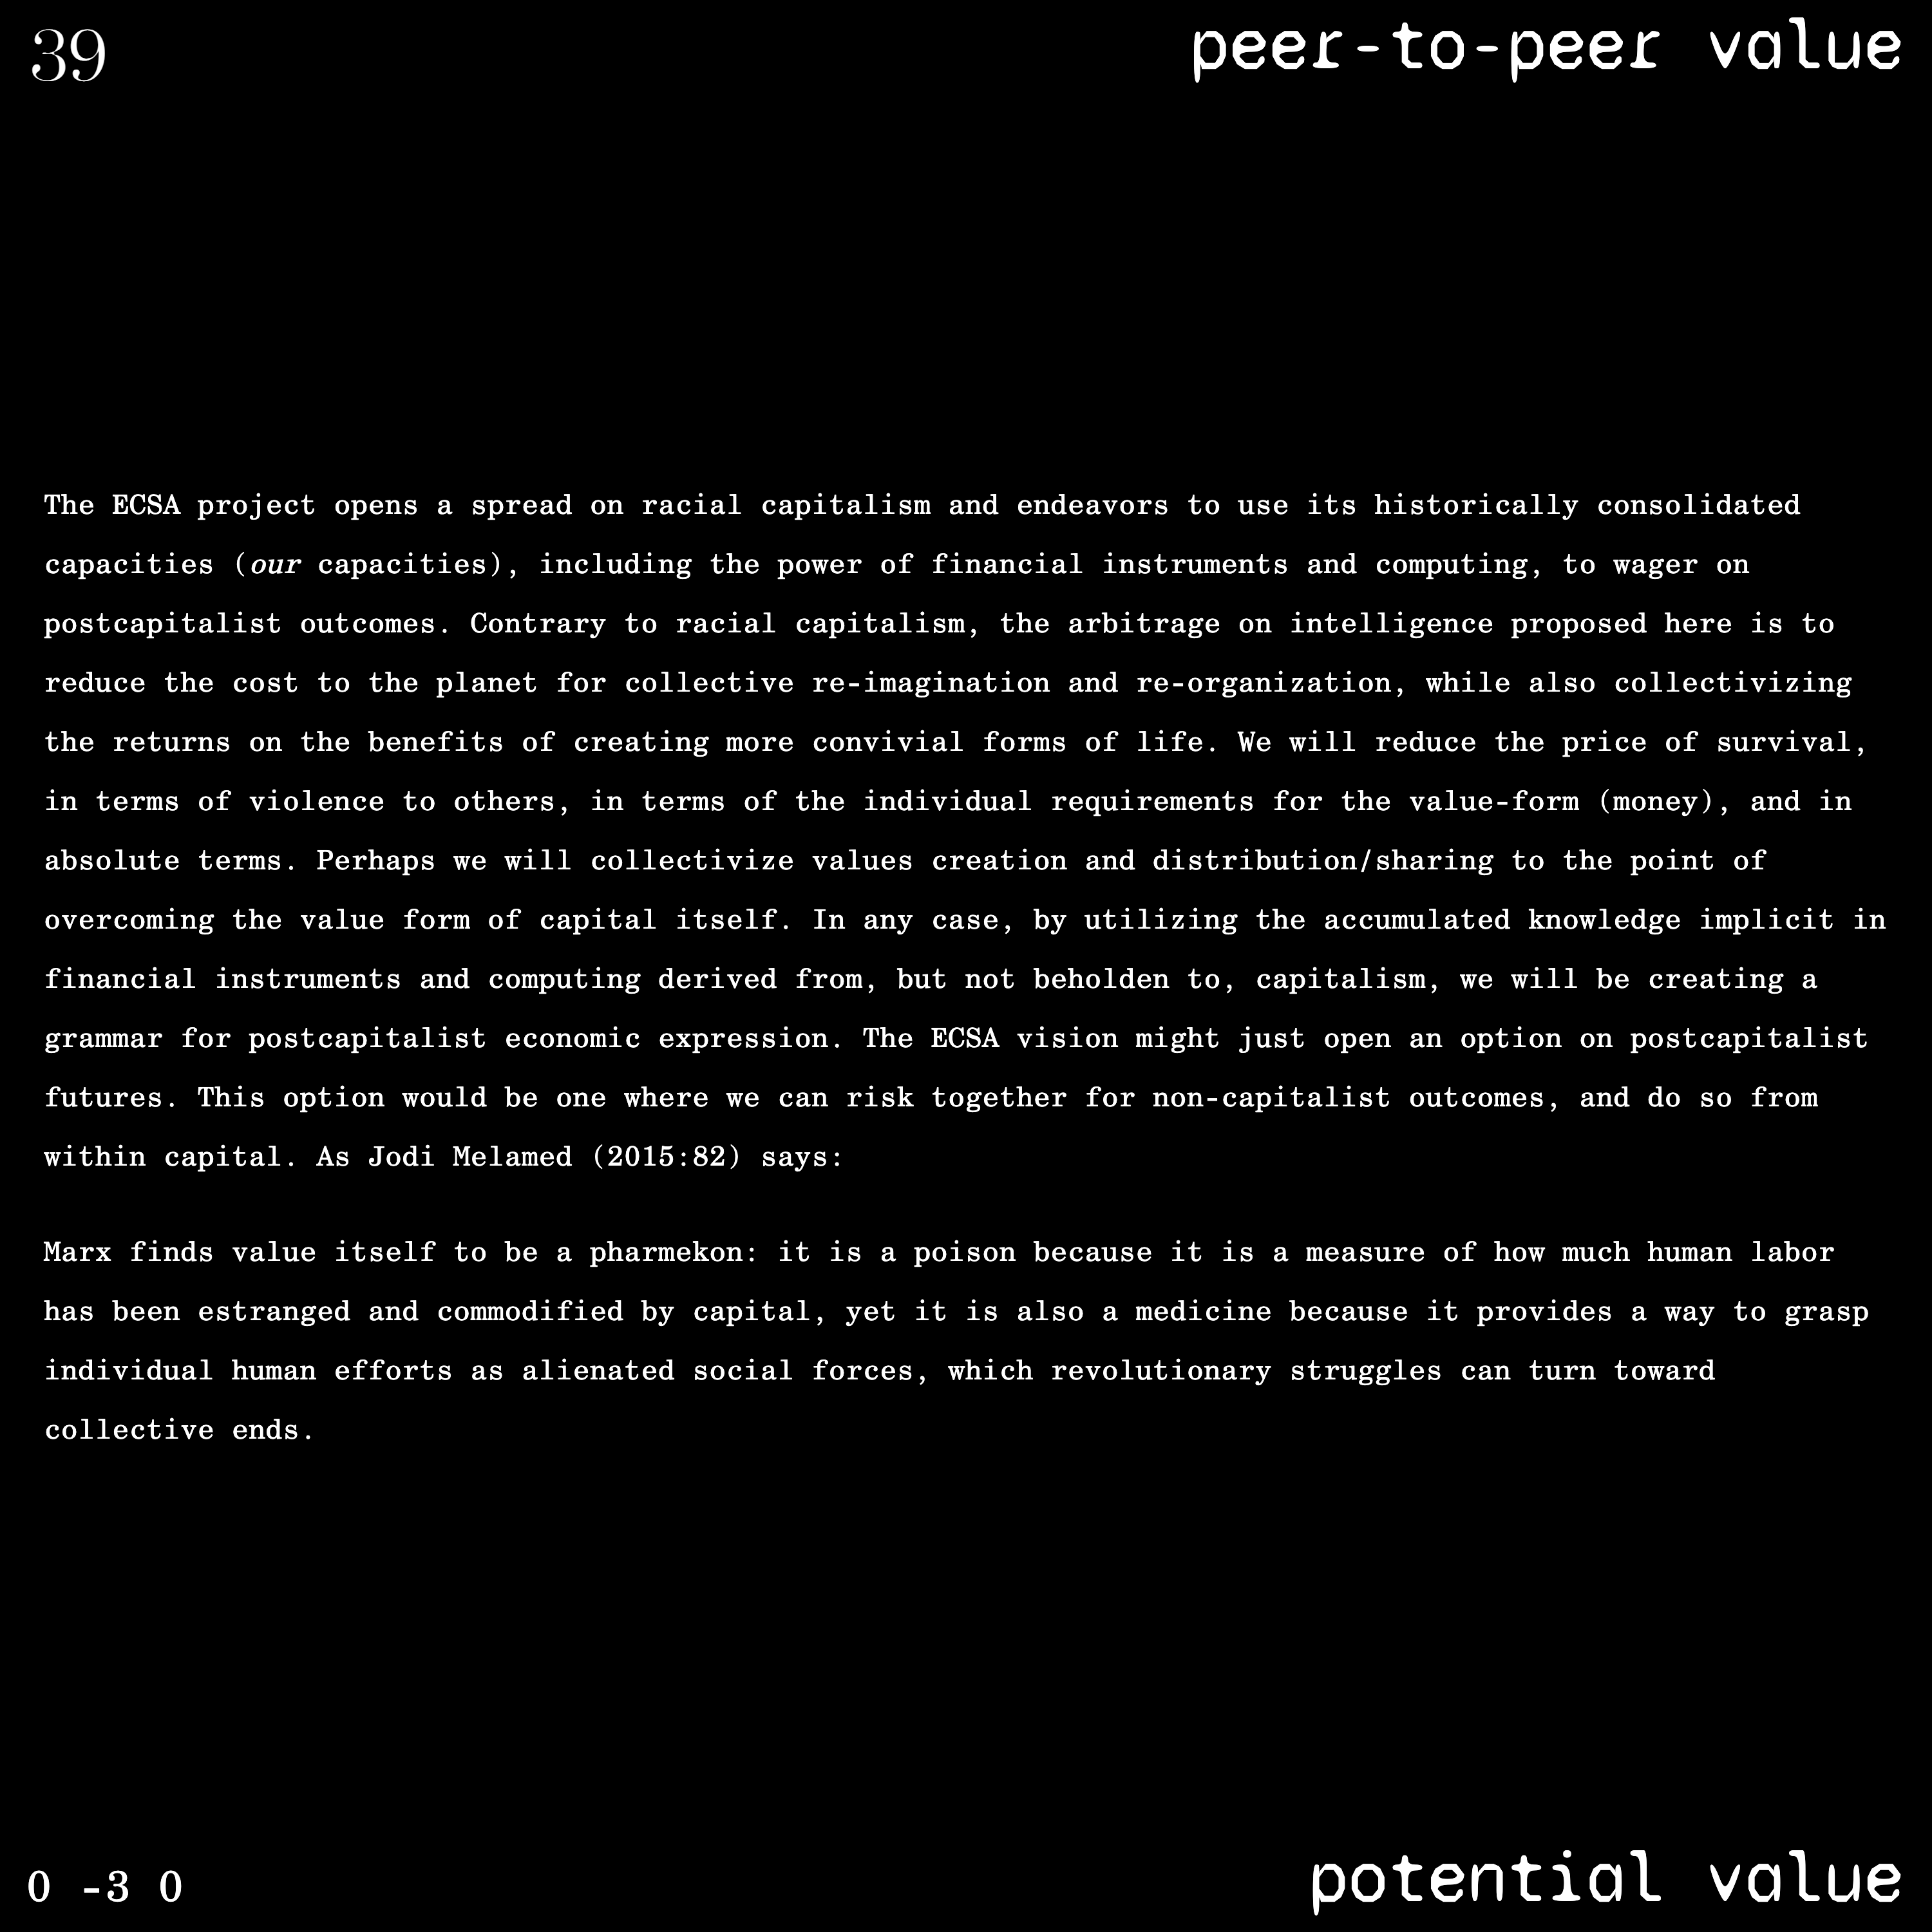 39
peer-to-peer value
The ECSA project opens a spread on racial capitalism and endeavors to use its historically consolidated
capacities (our capacities), including the power of financial instruments and computing, to wager on
postcapitalist outcomes. Contrary to racial capitalism, the arbitrage on intelligence proposed here is to
reduce the cost to the planet for collective re-imagination and re-organization, while also collectivizing
the returns on the benefits of creating more convivial forms of life. We will reduce the price of survival,
in terms of violence to others, in terms of the individual requirements for the value-form (money), and in
absolute terms. Perhaps we will collectivize values creation and distribution/sharing to the point of
overcoming the value form of capital itself. In any case, by utilizing the accumulated knowledge implicit in
financial instruments and computing derived from, but not beholden to, capitalism, we will be creating a
grammar for postcapitalist economic expression. The ECSA vision might just open an option on postcapitalist
futures. This option would be one where we can risk together for non-capitalist outcomes, and do so from
within capital. As Jodi Melamed (2015:82) says:
Marx finds value itself to be a pharmekon: it is a poison because it is a measure of how much human labor
has been estranged and commodified by capital, yet it is also a medicine because it provides a way to grasp
individual human efforts as alienated social forces, which revolutionary struggles can turn toward
collective ends.
0 -3 0
potential value